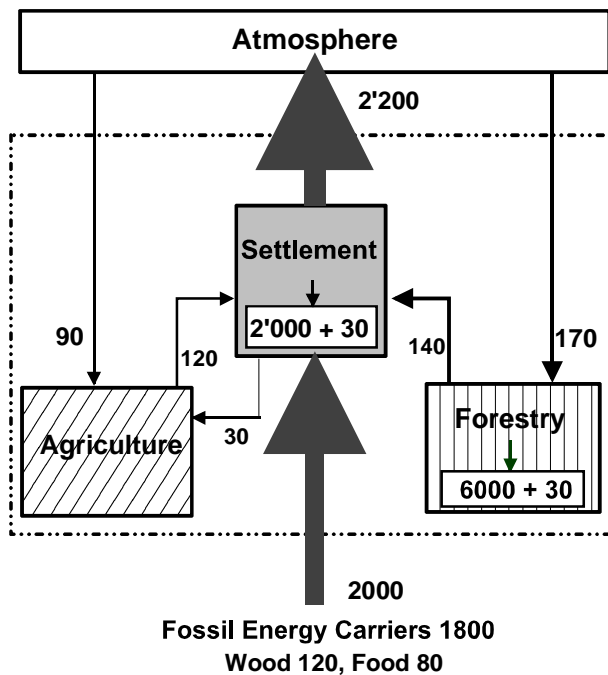 Atmosphere
2'200
Settlement
2'000 + 30
90
120
140
170
30
Agriculture
Forestry
6000 + 30
2000
Fossil Energy Carriers 1800
Wood 120, Food 80